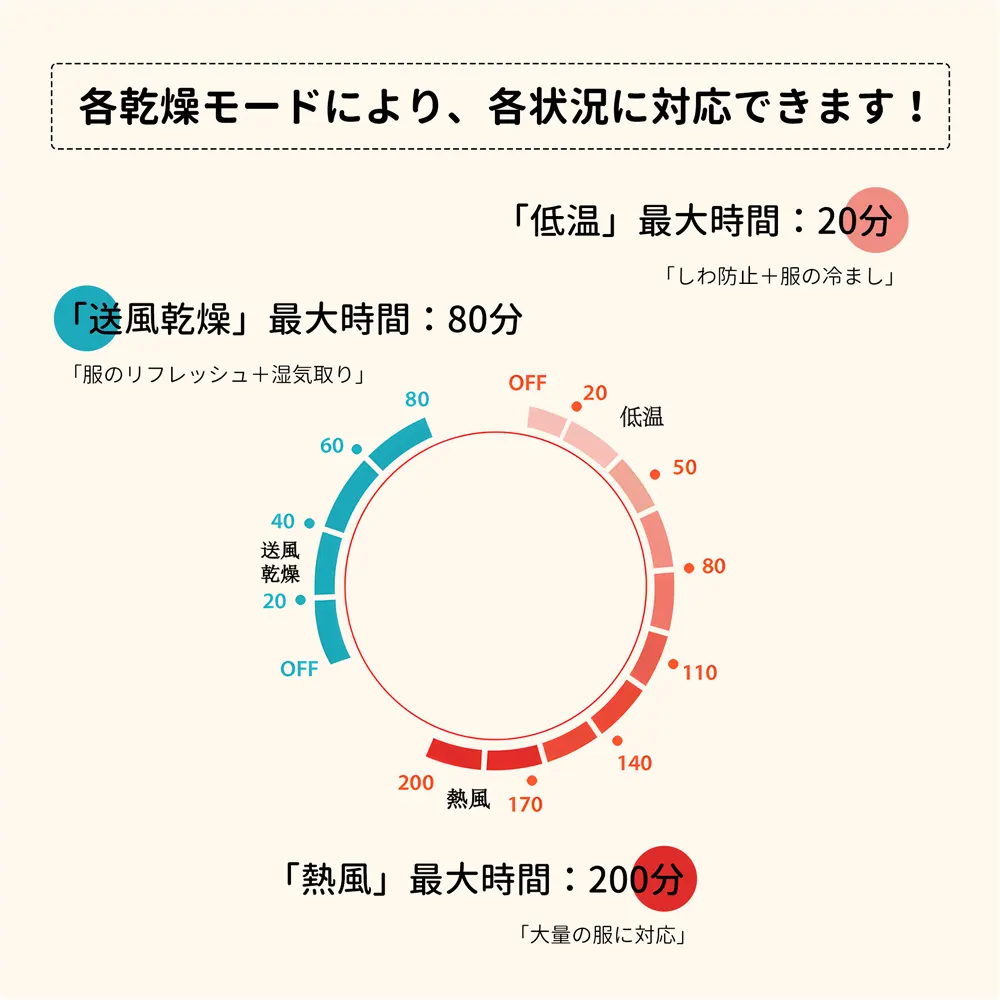 各乾燥モードにより、各状況に対応できます！
「低温」最大時間：20分
「しわ防止＋服の冷まし」
「送風乾燥」最大時間：80分
「服のリフレッシュ＋湿気取り」
80
60
40
送風
乾燥
20
OFF
OFF
20
低温
50
80
110
140
170
熱風
200
「熱風」最大時間：200分
「大量の服に対応」